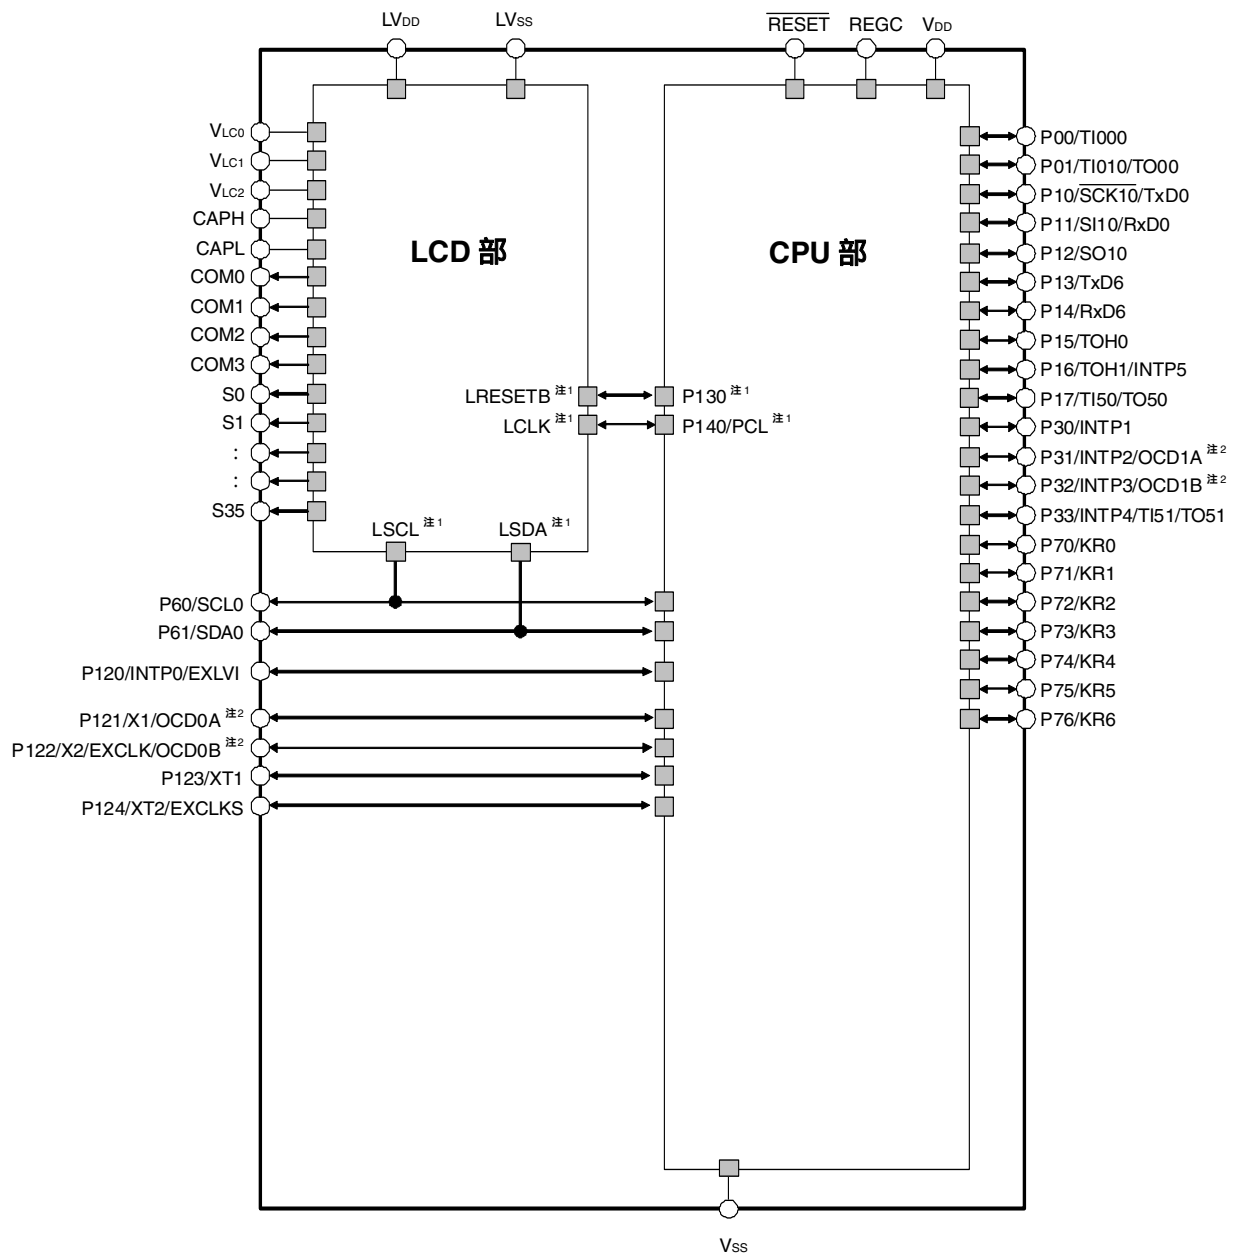 LVDD
LVSS
RESET
REGC
VDD
VLC0
VLC1
VLC2
CAPH
CAPL
COM0
COM1
COM2
COM3
S0
S1
:
:
S35
LCD 部
CPU 部
LRESETB 注1
LCLK 注1
P130 注1
P140/PCL 注1
LSCL 注1
LSDA 注1
P60/SCL0
P61/SDA0
P120/INTP0/EXLVI
P121/X1/OCD0A 注2
P122/X2/EXCLK/OCD0B 注2
P123/XT1
P124/XT2/EXCLKS
P00/TI000
P01/TI010/TO00
P10/SCK10/TxD0
P11/SI10/RxD0
P12/SO10
P13/TxD6
P14/RxD6
P15/TOH0
P16/TOH1/INTP5
P17/TI50/TO50
P30/INTP1
P31/INTP2/OCD1A 注2
P32/INTP3/OCD1B 注2
P33/INTP4/TI51/TO51
P70/KR0
P71/KR1
P72/KR2
P73/KR3
P74/KR4
P75/KR5
P76/KR6
VSS